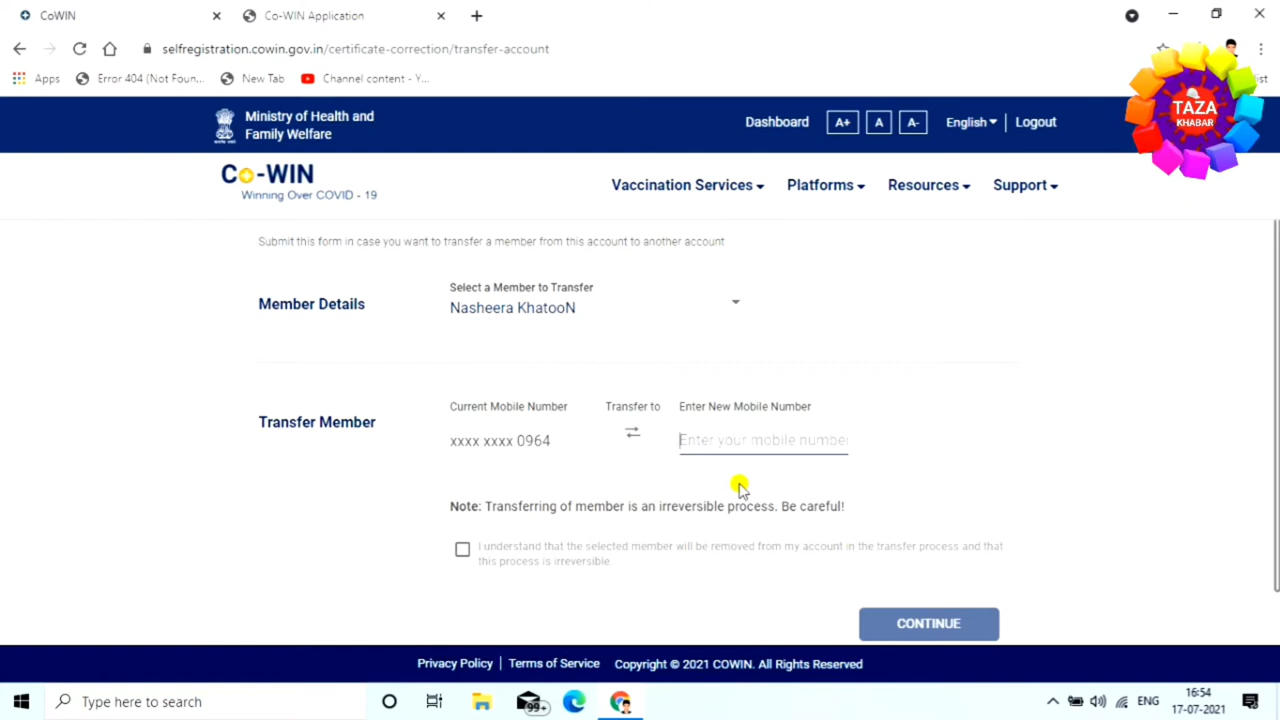 CoWIN
Co-WIN Application
selfregistration.cowin.gov.in/certificate-correction/transfer-account
Apps
Error 404 (Not Foun...
New Tab
Channel content - Y...
TAZA
KHABAR
Ministry of Health and
Family Welfare
Dashboard
A+
A
A-
English
Logout
Co-WIN
Winning Over COVID - 19
Vaccination Services
Platforms
Resources
Support
Submit this form in case you want to transfer a member from this account to another account
Member Details
Select a Member to Transfer
Nasheera KhatooN
Transfer Member
Current Mobile Number
Transfer to
Enter New Mobile Number
xxxx xxxx 0964
Enter your mobile number
Note: Transferring of member is an irreversible process. Be careful!
I understand that the selected member will be removed from my account in the transfer process and that
this process is irreversible.
CONTINUE
Privacy Policy | Terms of Service
Copyright © 2021 COWIN. All Rights Reserved
Type here to search
99+
ENG
16:54
17-07-2021